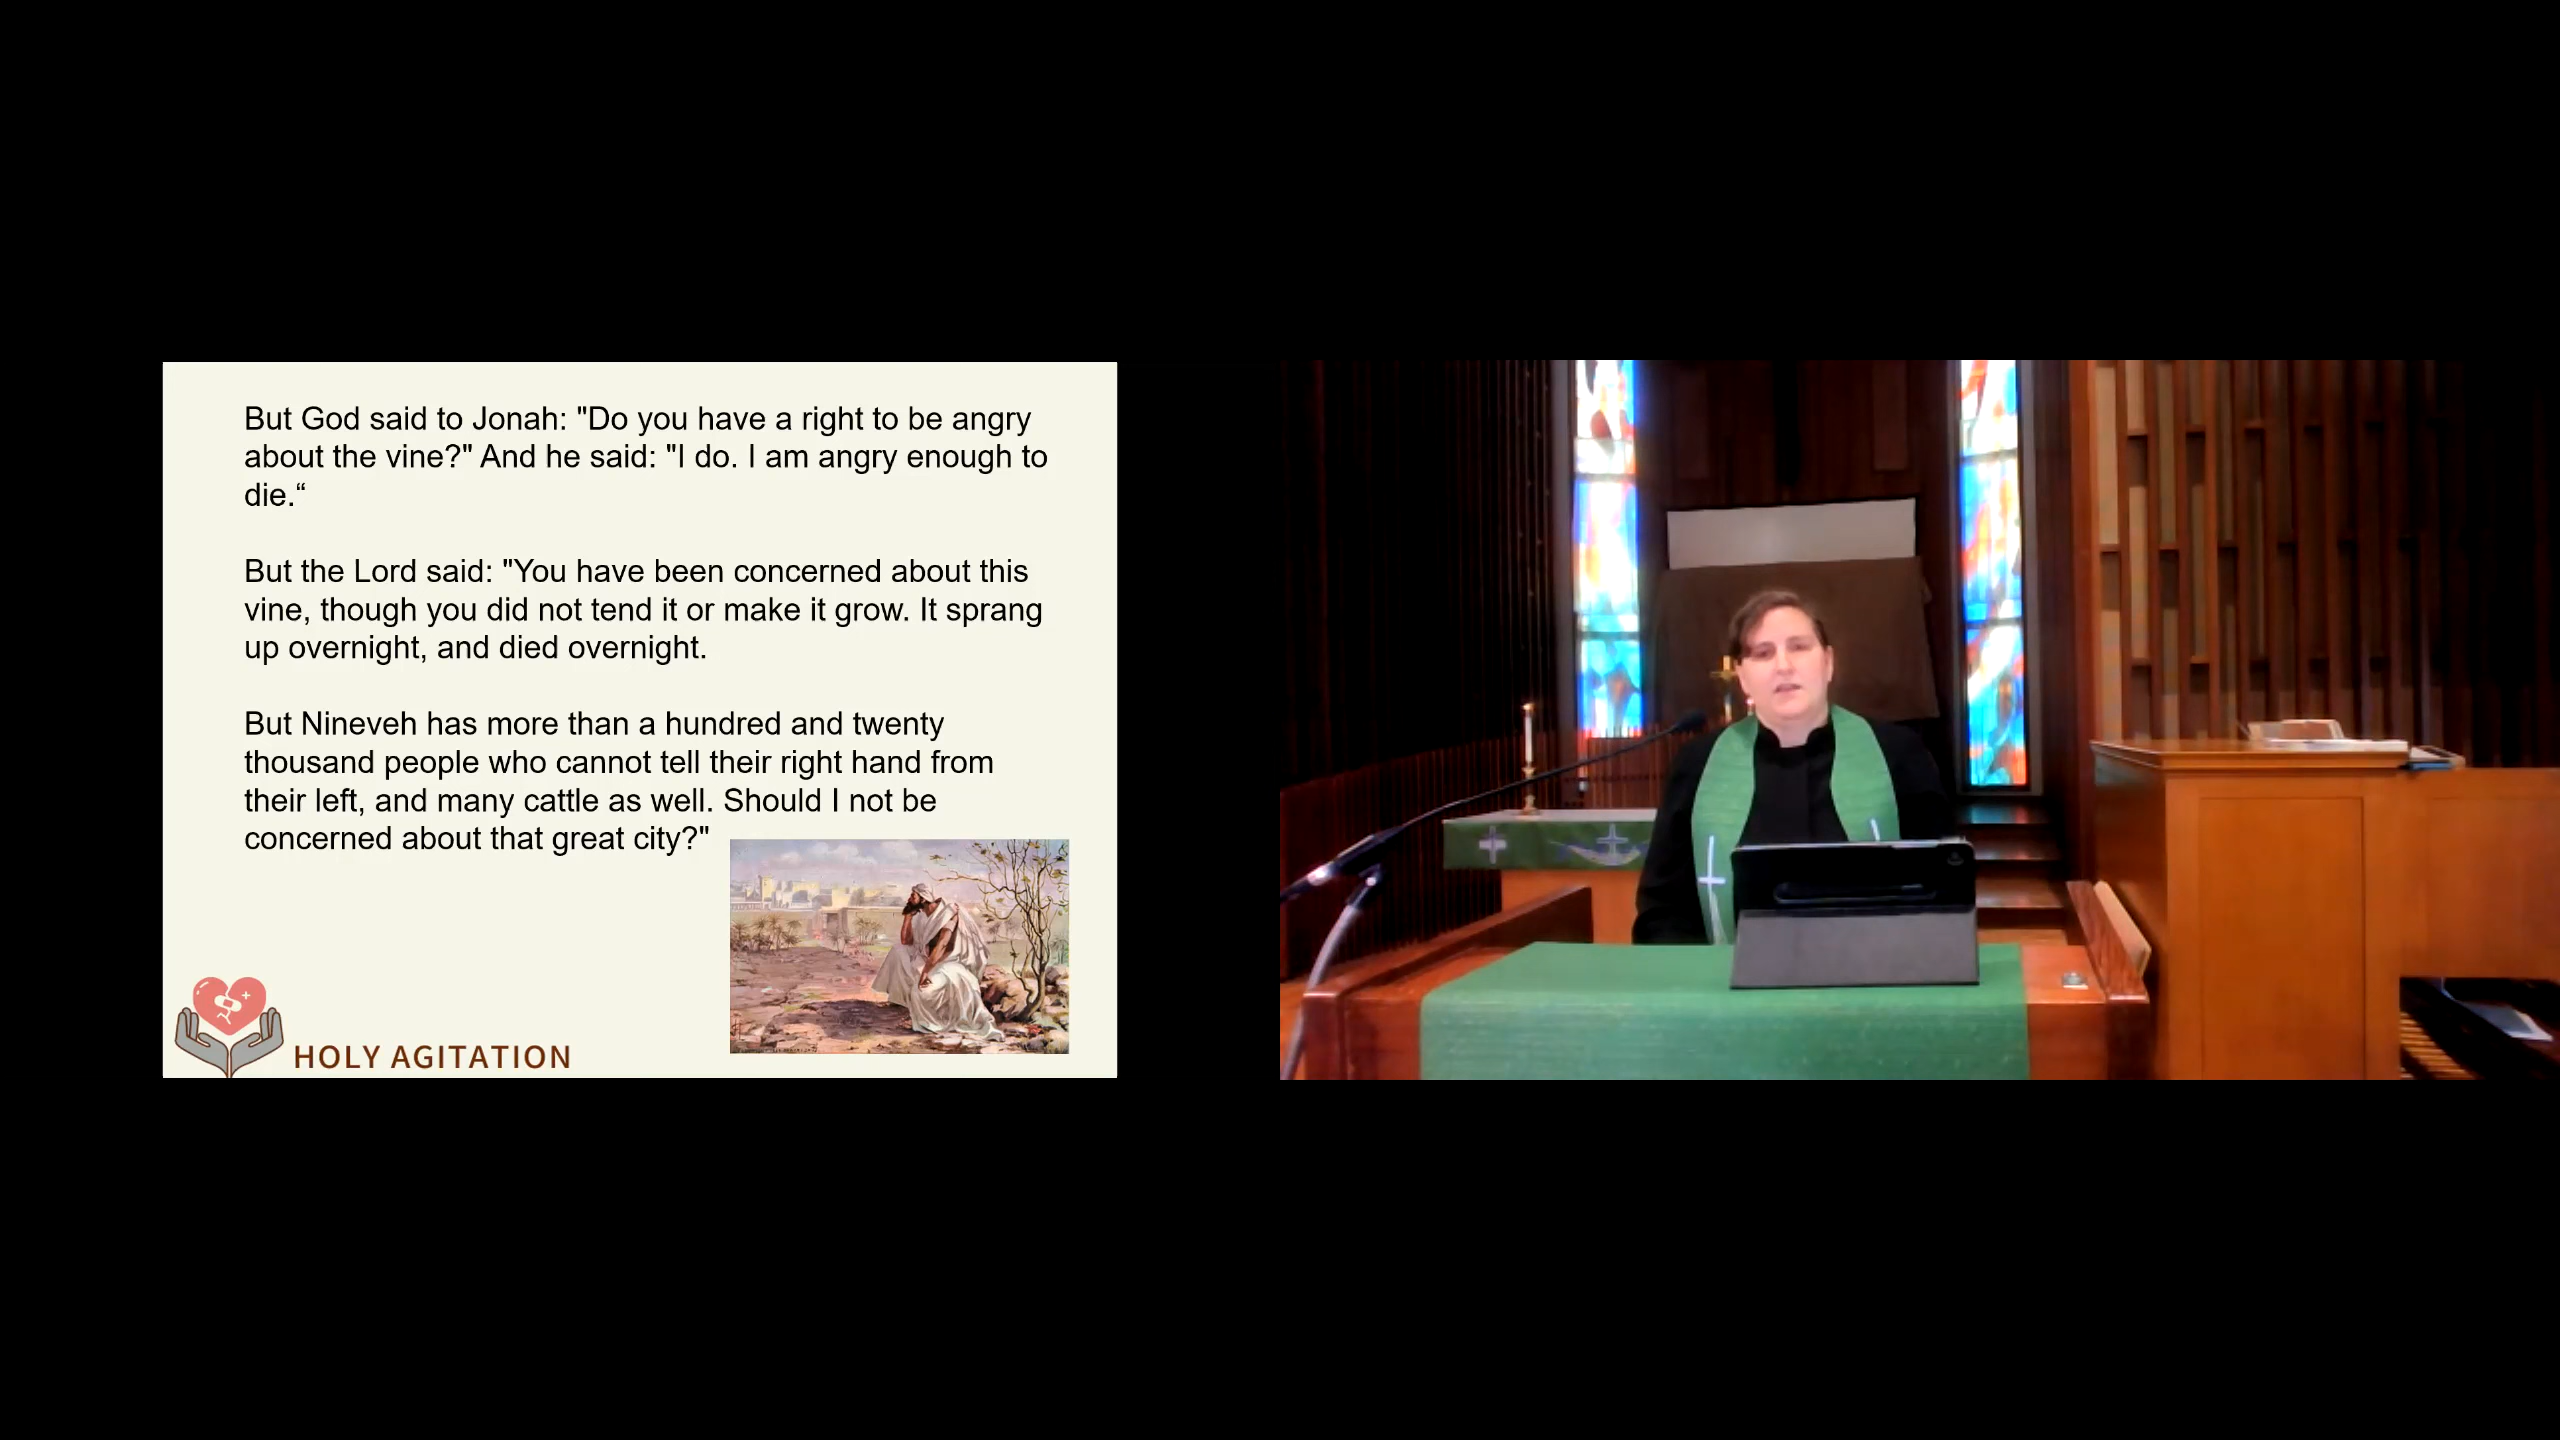 But God said to Jonah: "Do you have a right to be angry
about the vine?" And he said: "I do. I am angry enough to
die.“
But the Lord said: "You have been concerned about this
vine, though you did not tend it or make it grow. It sprang
up overnight, and died overnight.
But Nineveh has more than a hundred and twenty
thousand people who cannot tell their right hand from
their left, and many cattle as well. Should I not be
concerned about that great city?"
HOLY AGITATION